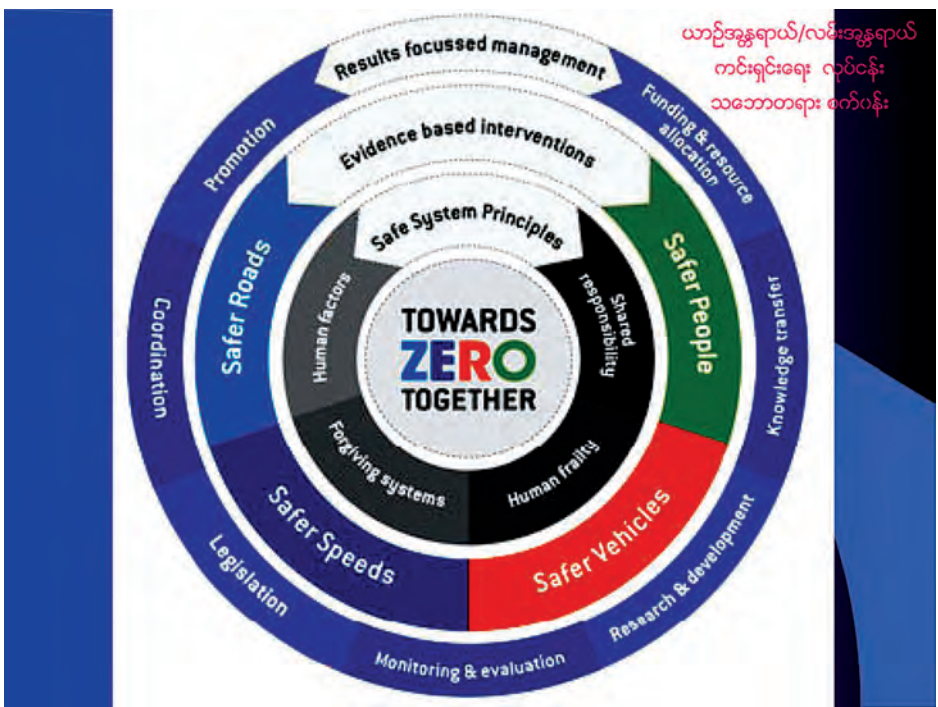 ယာဉ်အန္တရာယ်/လမ်းအန္တရာယ်
ကင်းရှင်းရေး လုပ်ငန်း
သဘောတရား စက်ဝန်း
Results focussed management
Funding & resource
allocation
Knowledge transfer
Research & development
Monitoring & evaluation
Legislation
Coordination
Promotion
Evidence based interventions
Safer People
Safer Vehicles
Safer Speeds
Safer Roads
Safe System Principles
Shared
responsibility
Human frailty
Forgiving systems
Human factors
TOWARDS
ZERO
TOGETHER